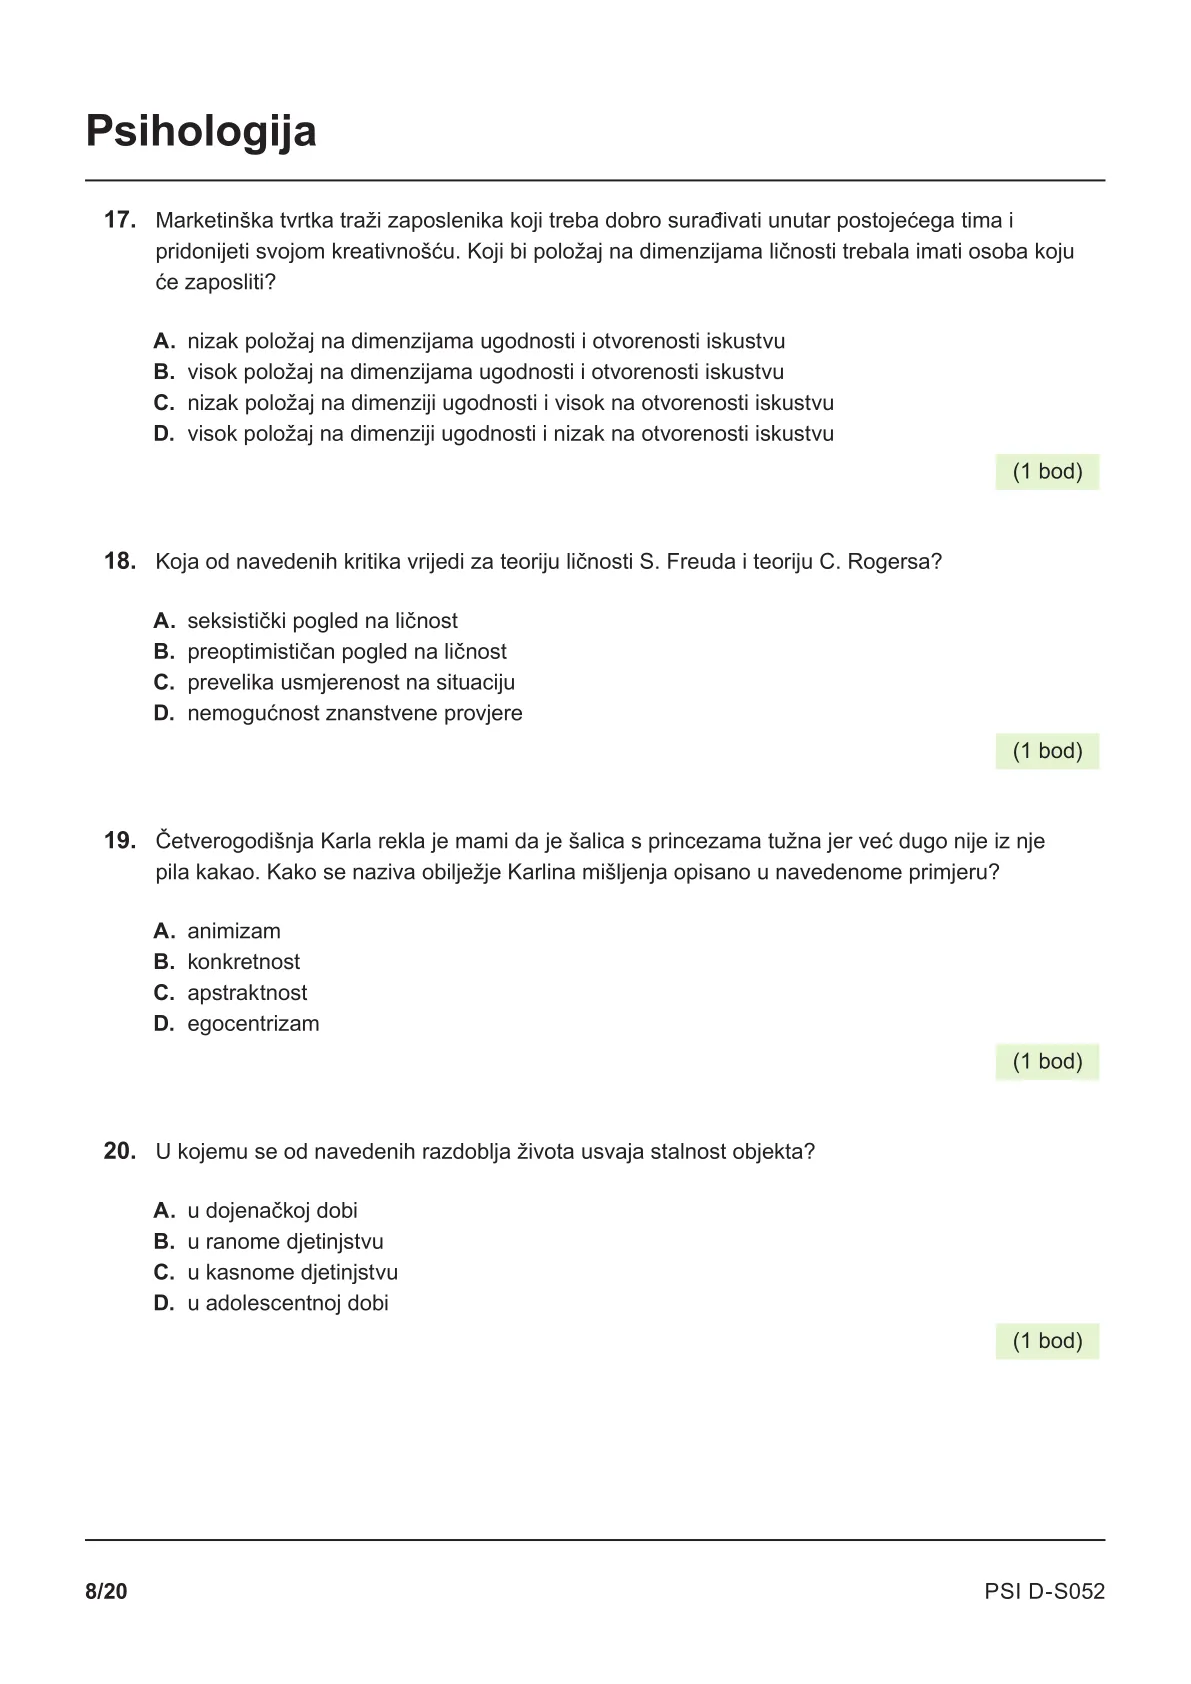 Psihologija
17. Marketinška tvrtka traži zaposlenika koji treba dobro surađivati unutar postojećega tima i
pridonijeti svojom kreativnošću. Koji bi položaj na dimenzijama ličnosti trebala imati osoba koju
će zaposliti?
A. nizak položaj na dimenzijama ugodnosti i otvorenosti iskustvu
B. visok položaj na dimenzijama ugodnosti i otvorenosti iskustvu
C. nizak položaj na dimenziji ugodnosti i visok na otvorenosti iskustvu
D. visok položaj na dimenziji ugodnosti i nizak na otvorenosti iskustvu
(1 bod)
18. Koja od navedenih kritika vrijedi za teoriju ličnosti S. Freuda i teoriju C. Rogersa?
A. seksistički pogled na ličnost
B. preoptimističan pogled na ličnost
C. prevelika usmjerenost na situaciju
D. nemogućnost znanstvene provjere
(1 bod)
19. Četverogodišnja Karla rekla je mami da je šalica s princezama tužna jer već dugo nije iz nje
pila kakao. Kako se naziva obilježje Karlina mišljenja opisano u navedenome primjeru?
A. animizam
B. konkretnost
C. apstraktnost
D. egocentrizam
(1 bod)
20. U kojemu se od navedenih razdoblja života usvaja stalnost objekta?
A. u dojenačkoj dobi
B. u ranome djetinjstvu
C. u kasnome djetinjstvu
D. u adolescentnoj dobi
(1 bod)
8/20
PSI D-S052